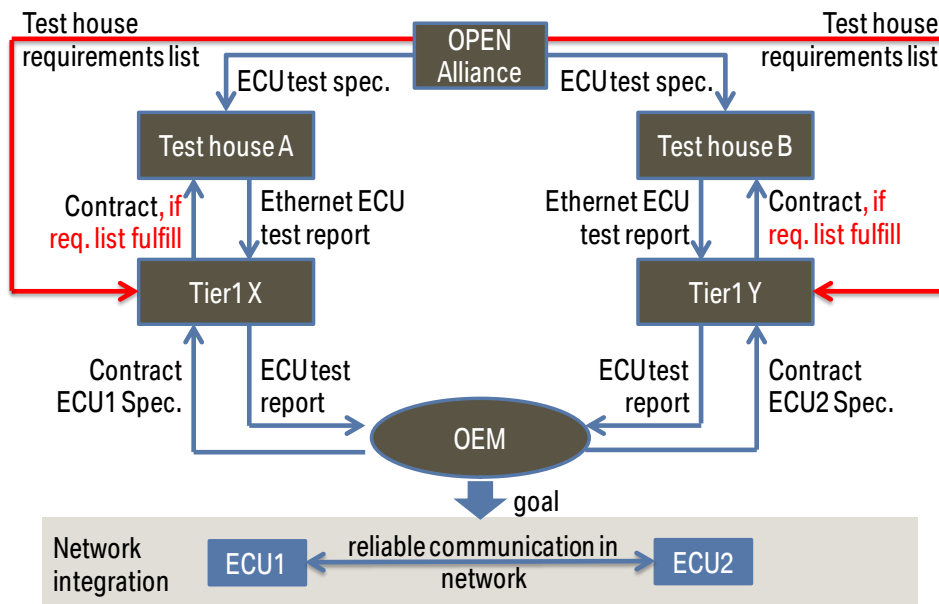 Test house
requirements list
OPEN
Alliance
Test house
requirements list
ECU test spec.
ECU test spec.
Test house A
Test house B
Contract, if
req. list fulfill
Ethernet ECU
test report
Ethernet ECU
test report
Contract, if
req. list fulfill
Tier1 X
Tier1 Y
Contract
ECU1 Spec.
ECU test
report
ECU test
report
Contract
ECU2 Spec.
OEM
goal
Network
integration
ECU1
reliable communication in
network
ECU2